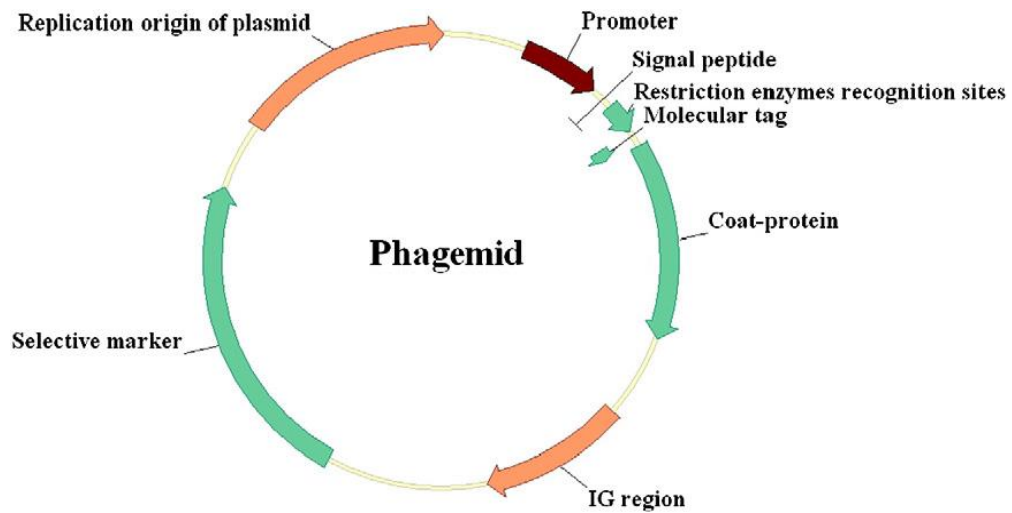 Replication origin of plasmid
Promoter
Signal peptide
Restriction enzymes recognition sites
Molecular tag
Coat-protein
Phagemid
Selective marker
IG region